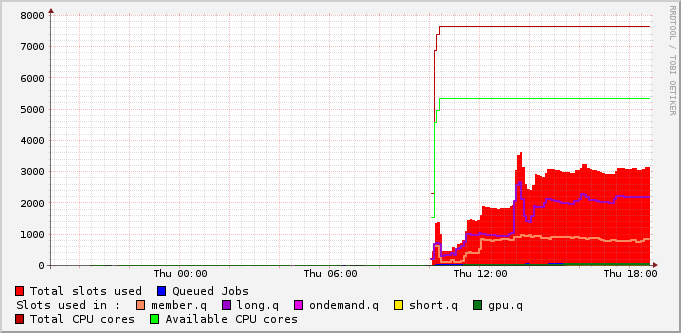 8000
7000
6000
5000
4000
3000
2000
1000
0
Thu 00:00 Thu 06:00 Thu 12:00 Thu 18:00
RRDTOOL / TOBI OETIKER
Total slots used Queued Jobs
Slots used in : member.q long.q ondemand.q short.q gpu.q
Total CPU cores Available CPU cores